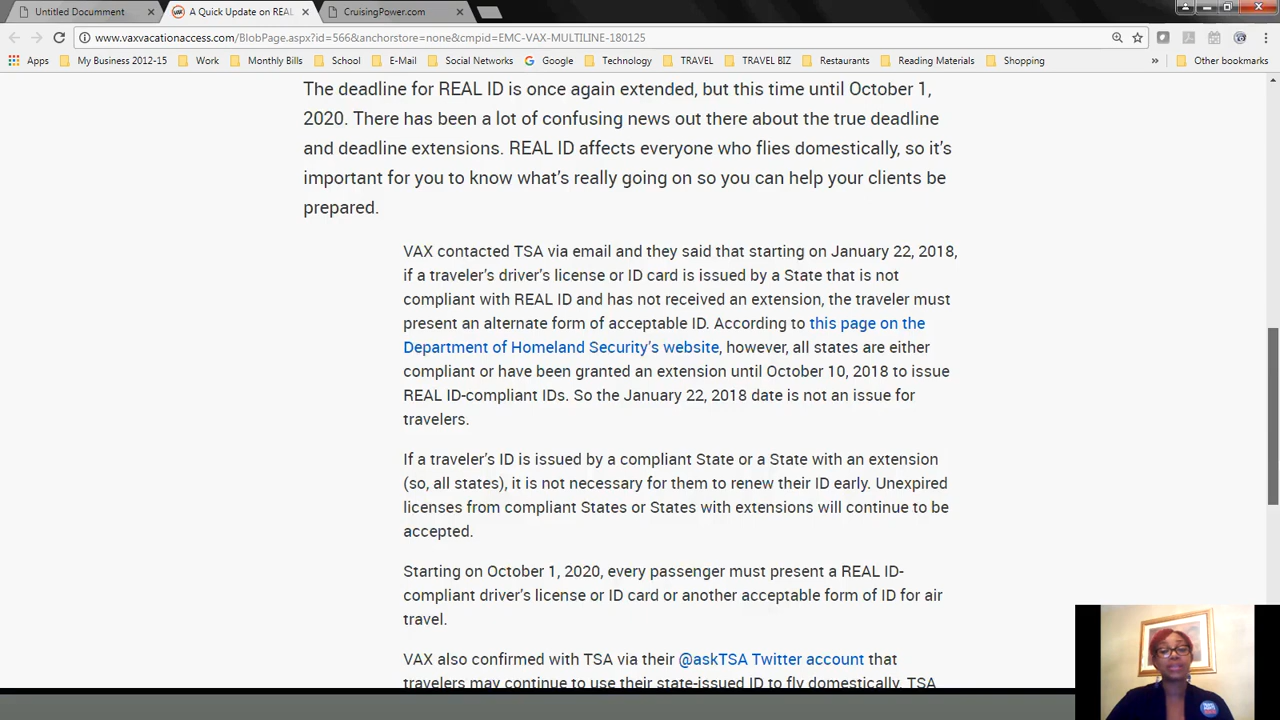 Untitled Documment
A Quick Update on REAL
CruisingPower.com
www.vaxvacationaccess.com/BlobPage.aspx?id=566&anchorstore=none&cmpid=EMC-VAX-MULTILINE-180125
Apps My Business 2012-15 Work Monthly Bills School E-Mail Social Networks Google Technology TRAVEL TRAVEL BIZ Restaurants Reading Materials Shopping » Other bookmarks
The deadline for REAL ID is once again extended, but this time until October 1,
2020. There has been a lot of confusing news out there about the true deadline
and deadline extensions. REAL ID affects everyone who flies domestically, so it’s
important for you to know what’s really going on so you can help your clients be
prepared.
VAX contacted TSA via email and they said that starting on January 22, 2018,
if a traveler’s driver’s license or ID card is issued by a State that is not
compliant with REAL ID and has not received an extension, the traveler must
present an alternate form of acceptable ID. According to this page on the
Department of Homeland Security’s website, however, all states are either
compliant or have been granted an extension until October 10, 2018 to issue
REAL ID-compliant IDs. So the January 22, 2018 date is not an issue for
travelers.
If a traveler’s ID is issued by a compliant State or a State with an extension
(so, all states), it is not necessary for them to renew their ID early. Unexpired
licenses from compliant States or States with extensions will continue to be
accepted.
Starting on October 1, 2020, every passenger must present a REAL ID-
compliant driver’s license or ID card or another acceptable form of ID for air
travel.
VAX also confirmed with TSA via their @askTSA Twitter account that
travelers may continue to use their state-issued ID to fly domestically. TSA